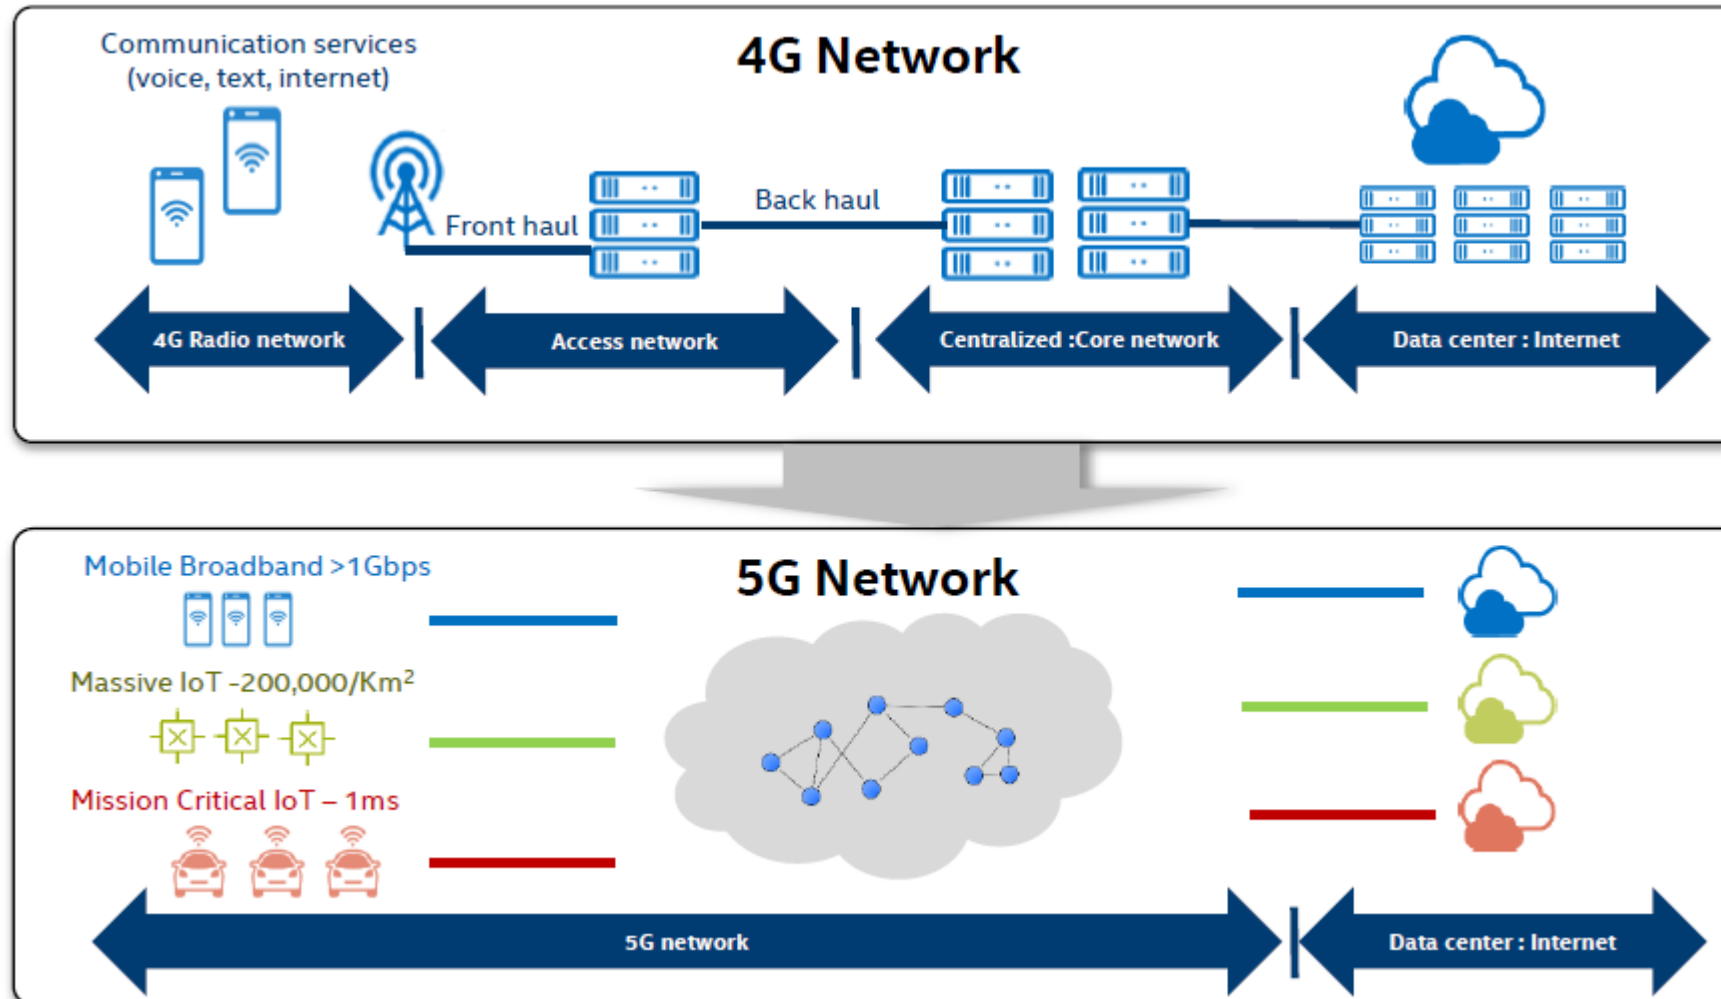 Communication services
(voice, text, internet)
4G Network
Front haul
Back haul
4G Radio network
Access network
Centralized :Core network
Data center : Internet
Mobile Broadband >1Gbps
5G Network
Massive IoT -200,000/Km²
Mission Critical IoT – 1ms
5G network
Data center : Internet